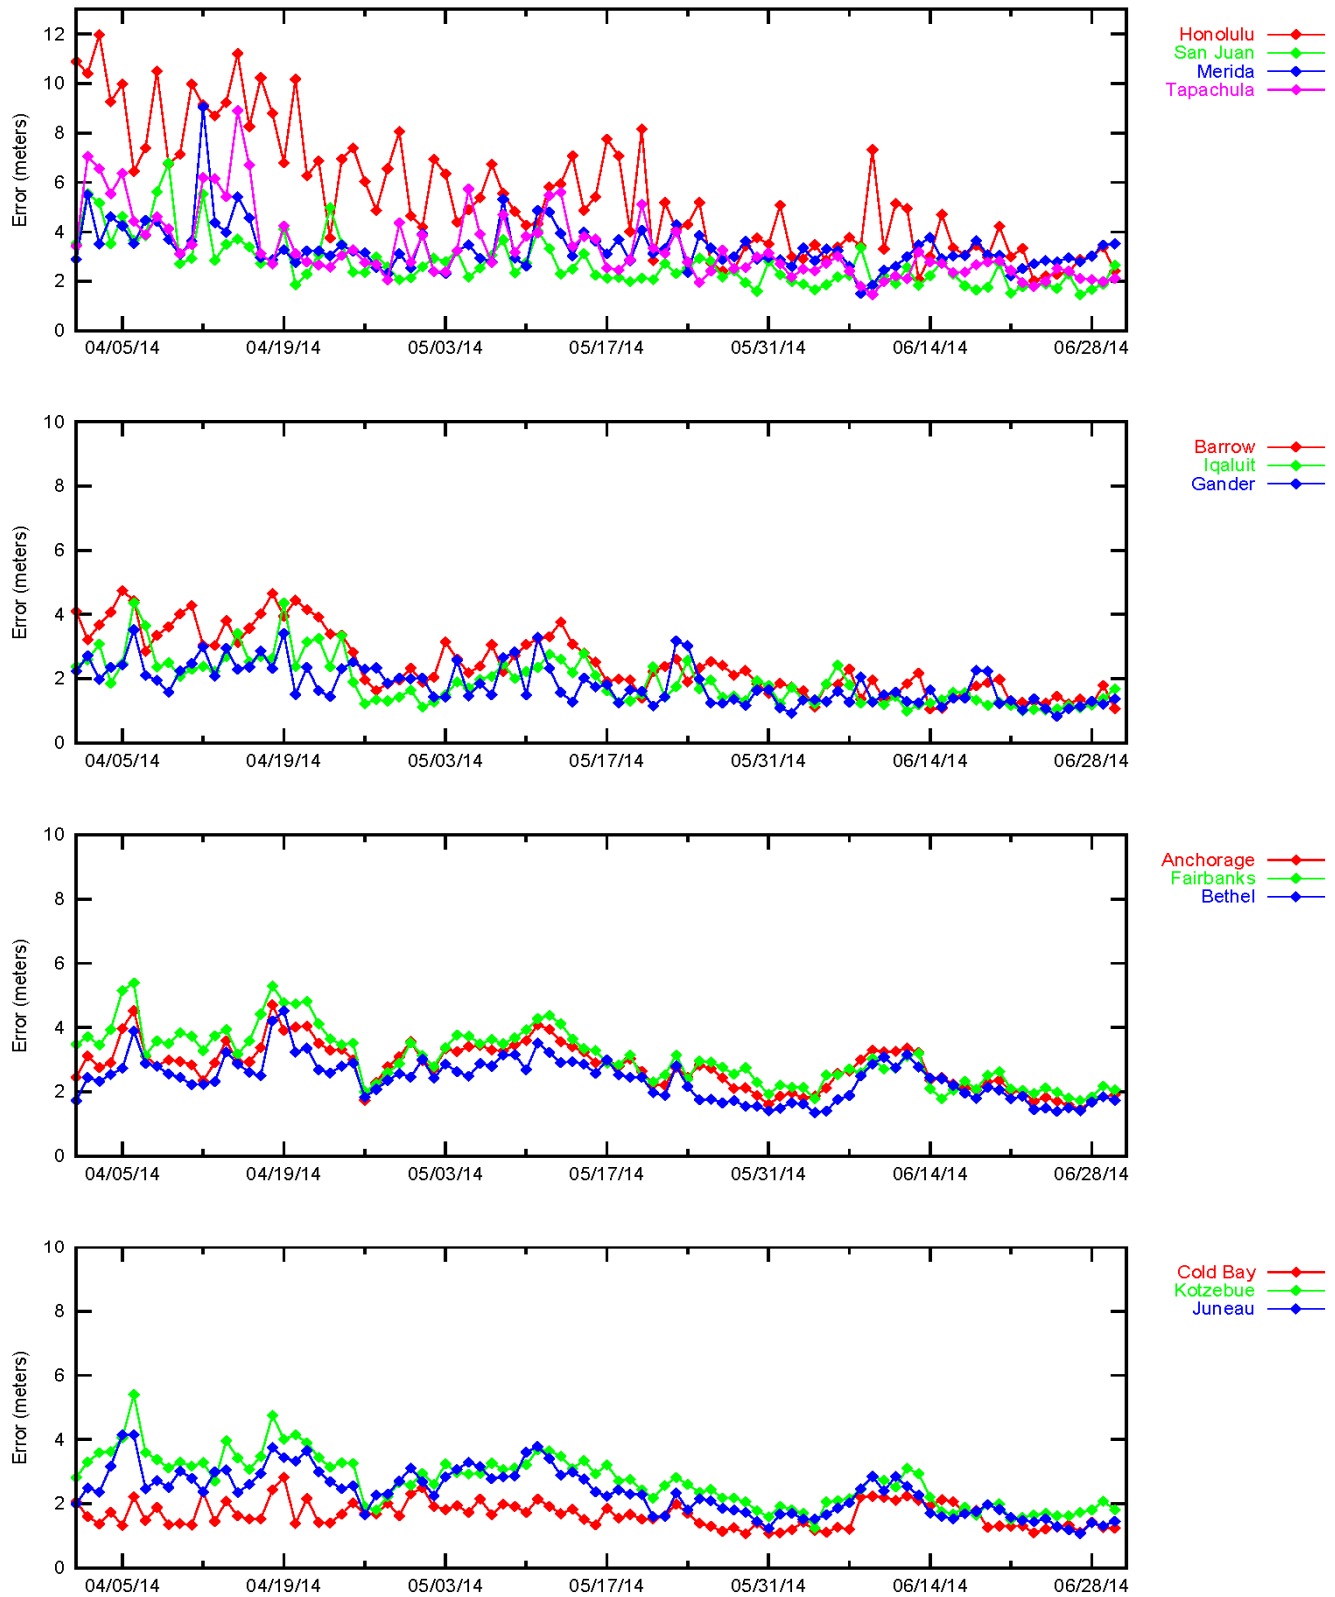 12
10
8
6
4
2
0
Error (meters)
04/05/14 04/19/14 05/03/14 05/17/14 05/31/14 06/14/14 06/28/14
Honolulu
San Juan
Merida
Tapachula
10
8
6
4
2
0
Error (meters)
04/05/14 04/19/14 05/03/14 05/17/14 05/31/14 06/14/14 06/28/14
Barrow
Iqaluit
Gander
10
8
6
4
2
0
Error (meters)
04/05/14 04/19/14 05/03/14 05/17/14 05/31/14 06/14/14 06/28/14
Anchorage
Fairbanks
Bethel
10
8
6
4
2
0
Error (meters)
04/05/14 04/19/14 05/03/14 05/17/14 05/31/14 06/14/14 06/28/14
Cold Bay
Kotzebue
Juneau